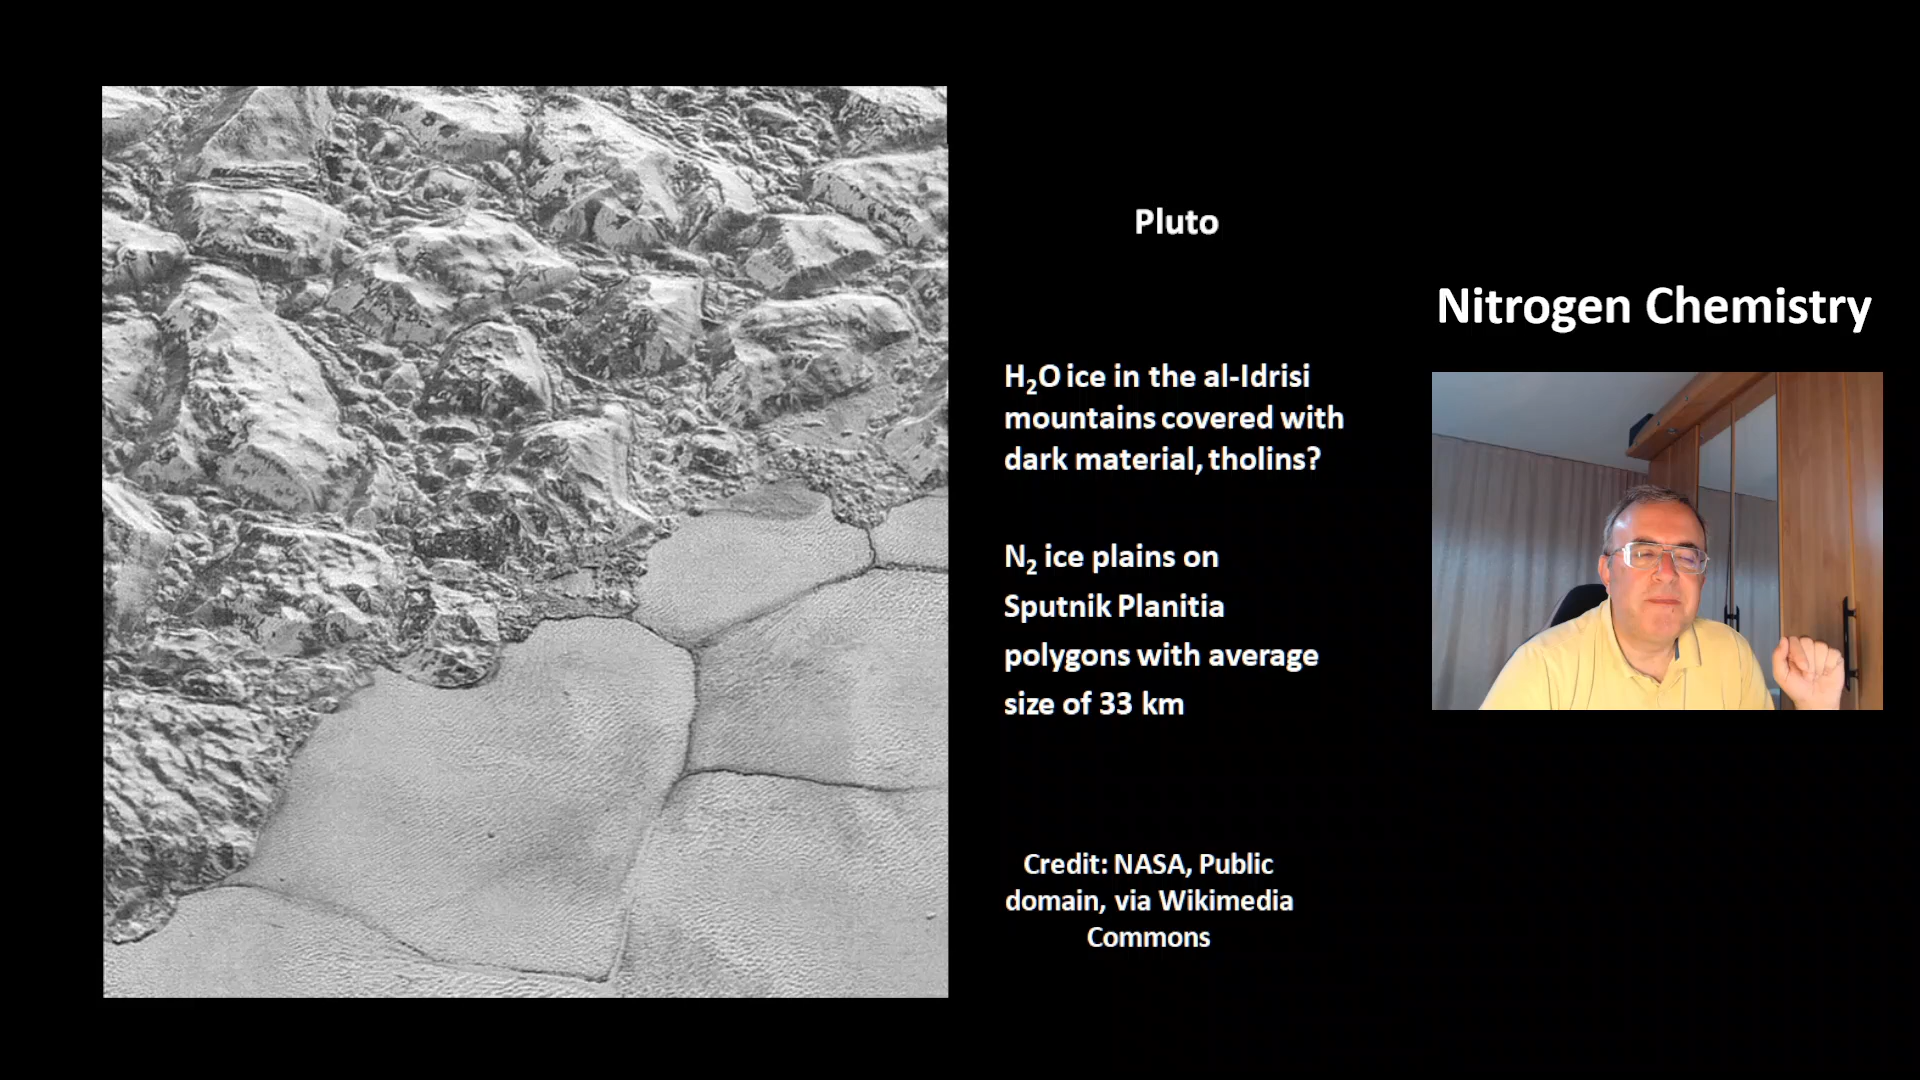 Pluto
Nitrogen Chemistry
H₂O ice in the al-Idrisi
mountains covered with
dark material, tholins?
N₂ ice plains on
Sputnik Planitia
polygons with average
size of 33 km
Credit: NASA, Public
domain, via Wikimedia
Commons